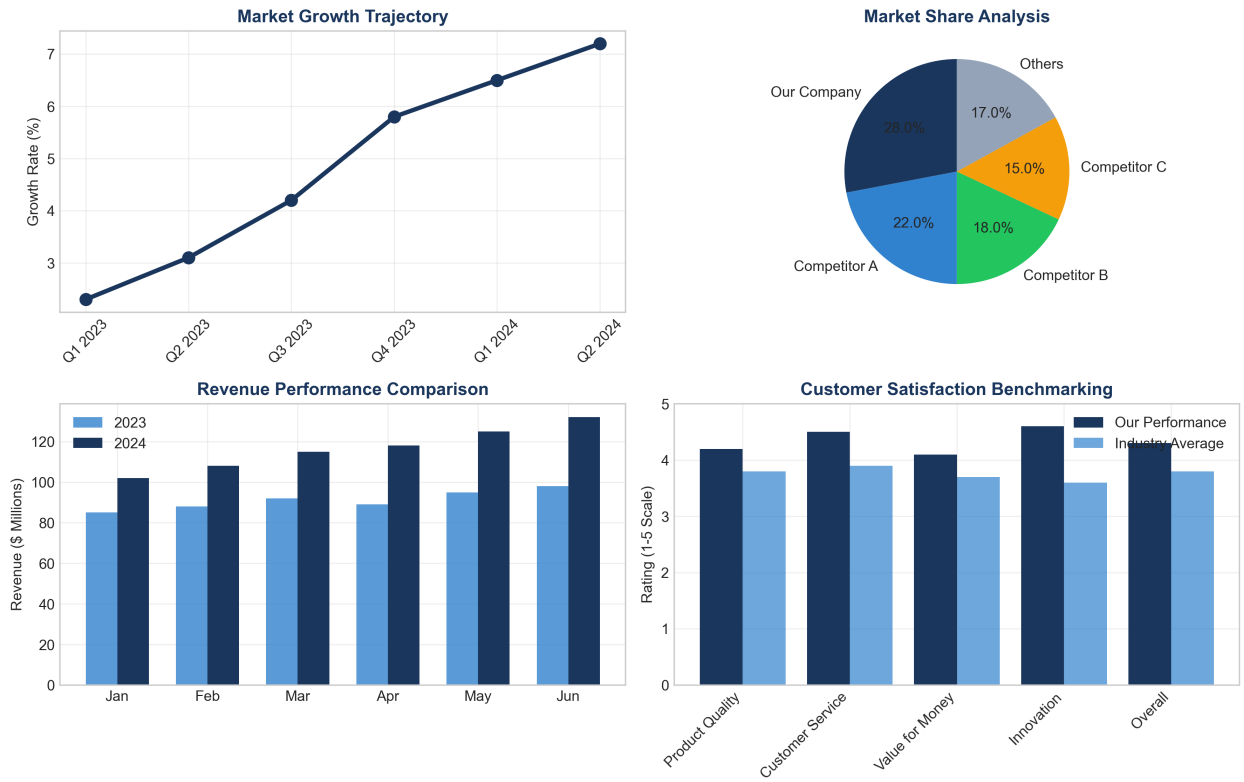 Market Growth Trajectory
Growth Rate (%)
7
6
5
4
3
Q1 2023
Q2 2023
Q3 2023
Q4 2023
Q1 2024
Q2 2024
Market Share Analysis
Our Company
28.0%
Competitor A
22.0%
Competitor B
18.0%
Competitor C
15.0%
Others
17.0%
Revenue Performance Comparison
Revenue ($ Millions)
2023
2024
120
100
80
60
40
20
0
Jan
Feb
Mar
Apr
May
Jun
Customer Satisfaction Benchmarking
Rating (1-5 Scale)
Our Performance
Industry Average
5
4
3
2
1
0
Product Quality
Customer Service
Value for Money
Innovation
Overall